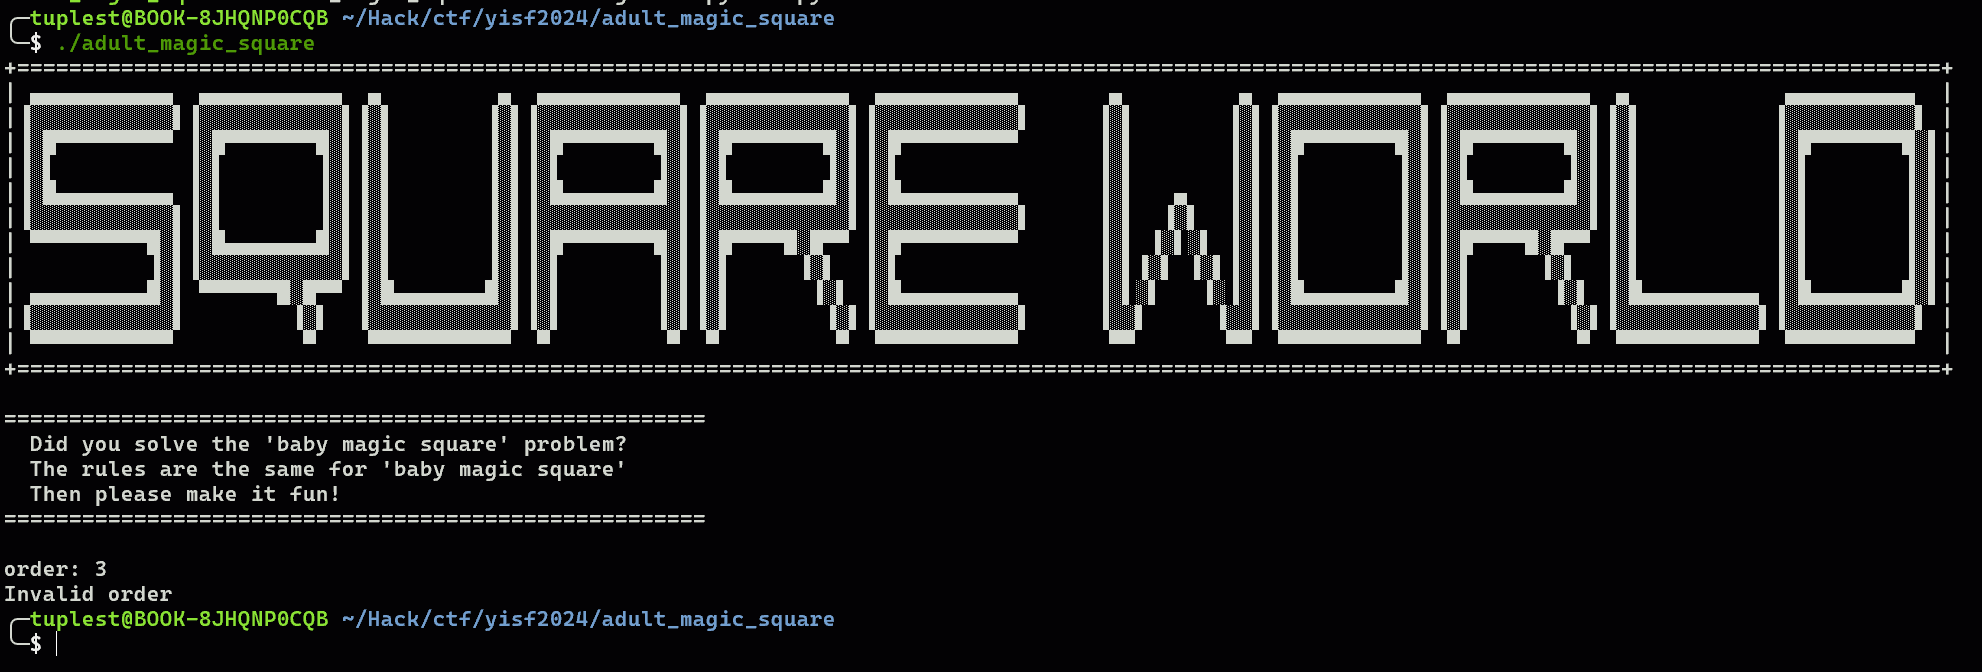 tuplest@BOOK-8JHQNP0CQB ~/Hack/ctf/yisf2024/adult_magic_square
$ ./adult_magic_square
SQUARE WORLD
=====================================================
Did you solve the 'baby magic square' problem?
The rules are the same for 'baby magic square'
Then please make it fun!
=====================================================
order: 3
Invalid order
tuplest@BOOK-8JHQNP0CQB ~/Hack/ctf/yisf2024/adult_magic_square
$